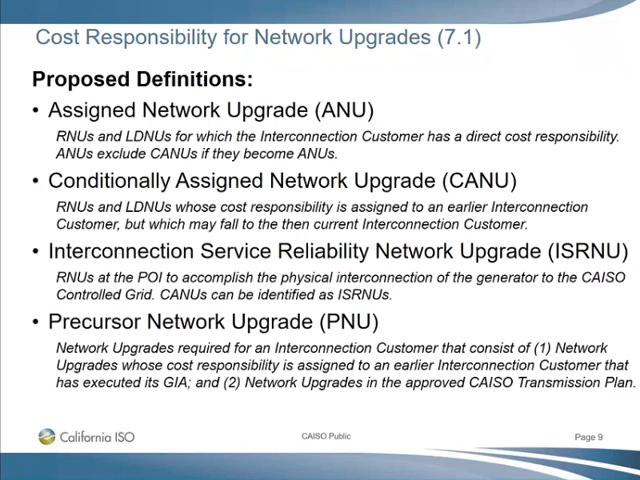 Cost Responsibility for Network Upgrades (7.1)
Proposed Definitions:
• Assigned Network Upgrade (ANU)
RNUs and LDNUs for which the Interconnection Customer has a direct cost responsibility.
ANUs exclude CANUs if they become ANUs.
• Conditionally Assigned Network Upgrade (CANU)
RNUs and LDNUs whose cost responsibility is assigned to an earlier Interconnection
Customer, but which may fall to the then current Interconnection Customer.
• Interconnection Service Reliability Network Upgrade (ISRNU)
RNUs at the POI to accomplish the physical interconnection of the generator to the CAISO
Controlled Grid. CANUs can be identified as ISRNUs.
• Precursor Network Upgrade (PNU)
Network Upgrades required for an Interconnection Customer that consist of (1) Network
Upgrades whose cost responsibility is assigned to an earlier Interconnection Customer that
has executed its GIA; and (2) Network Upgrades in the approved CAISO Transmission Plan.
California ISO
CAISO Public
Page 9